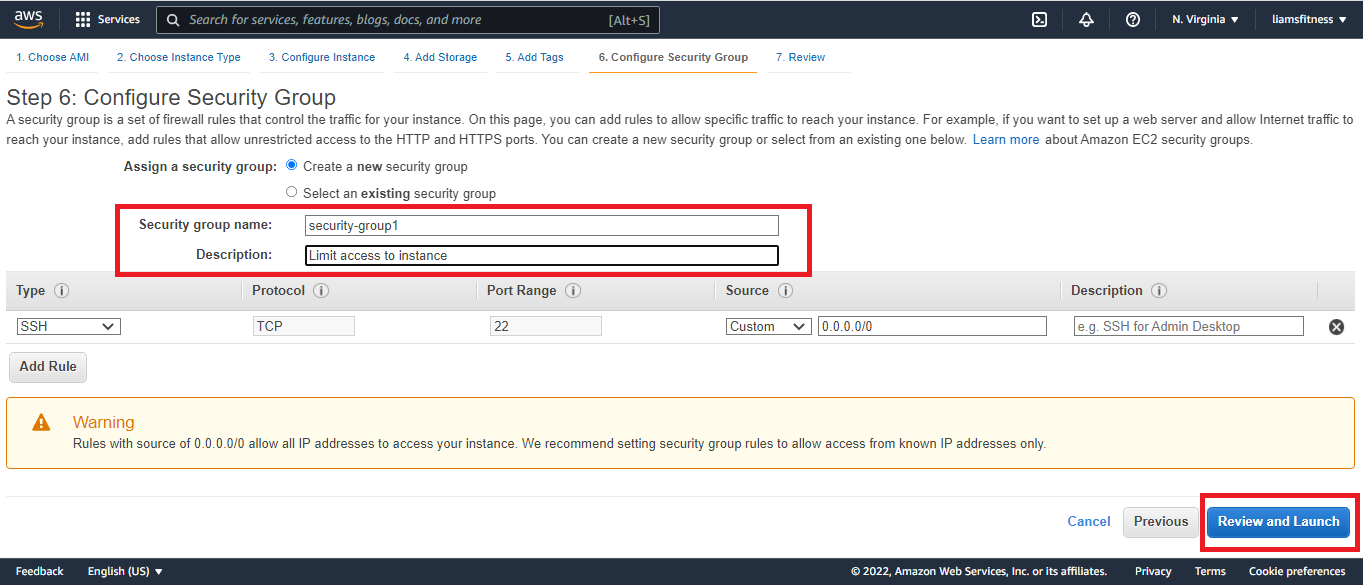 aws
Services
Search for services, features, blogs, docs, and more
[Alt+S]
N. Virginia
liamsfitness
1. Choose AMI
2. Choose Instance Type
3. Configure Instance
4. Add Storage
5. Add Tags
6. Configure Security Group
7. Review
Step 6: Configure Security Group
A security group is a set of firewall rules that control the traffic for your instance. On this page, you can add rules to allow specific traffic to reach your instance. For example, if you want to set up a web server and allow Internet traffic to
reach your instance, add rules that allow unrestricted access to the HTTP and HTTPS ports. You can create a new security group or select from an existing one below. Learn more about Amazon EC2 security groups.
Assign a security group: Create a new security group
Select an existing security group
Security group name: security-group1
Description: Limit access to instance
Type Protocol Port Range Source Description
SSH TCP 22 Custom 0.0.0.0/0 e.g. SSH for Admin Desktop
Add Rule
Warning
Rules with source of 0.0.0.0/0 allow all IP addresses to access your instance. We recommend setting security group rules to allow access from known IP addresses only.
Cancel Previous Review and Launch
Feedback English (US) © 2022, Amazon Web Services, Inc. or its affiliates. Privacy Terms Cookie preferences